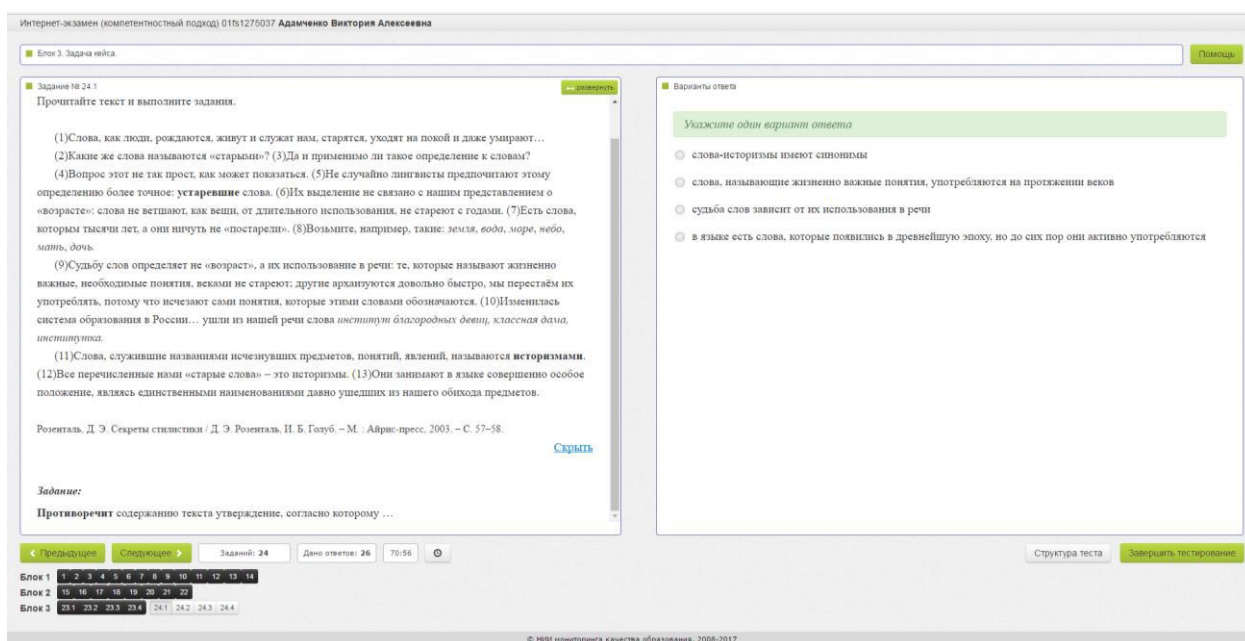 Интернет-экзамен (компетентностный подход) 01fs1275037 Адамченко Виктория Алексеевна
Блок 3. Задача кейса.
Помощь
Задание № 24.1
развернуть
Прочитайте текст и выполните задания.
(1)Слова, как люди, рождаются, живут и служат нам, старятся, уходят на покой и даже умирают…
(2)Какие же слова называются «старыми»? (3)Да и применимо ли такое определение к словам?
(4)Вопрос этот не так прост, как может показаться. (5)Не случайно лингвисты предпочитают этому
определению более точное: устаревшие слова. (6)Их выделение не связано с нашим представлением о
«возрасте»: слова не ветшают, как вещи, от длительного использования, не стареют с годами. (7)Есть слова,
которым тысячи лет, а они ничуть не «постарели». (8)Возьмите, например, такие: земля, вода, море, небо,
мать, дочь.
(9)Судьбу слов определяет не «возраст», а их использование в речи: те, которые называют жизненно
важные, необходимые понятия, веками не стареют; другие архаизуются довольно быстро, мы перестаём их
употреблять, потому что исчезают сами понятия, которые этими словами обозначаются. (10)Изменилась
система образования в России… ушли из нашей речи слова институт благородных девиц, классная дама,
институтка.
(11)Слова, служившие названиями исчезнувших предметов, понятий, явлений, называются историзмами.
(12)Все перечисленные нами «старые слова» – это историзмы. (13)Они занимают в языке совершенно особое
положение, являясь единственными наименованиями давно ушедших из нашего обихода предметов.
Розенталь, Д. Э. Секреты стилистики / Д. Э. Розенталь, И. Б. Голуб. – М. : Айрис-пресс, 2003. – С. 57–58.
Скрыть
Задание:
Противоречит содержанию текста утверждение, согласно которому …
Варианты ответа
Укажите один вариант ответа
слова-историзмы имеют синонимы
слова, называющие жизненно важные понятия, употребляются на протяжении веков
судьба слов зависит от их использования в речи
в языке есть слова, которые появились в древнейшую эпоху, но до сих пор они активно употребляются
Предыдущее Следующее Заданий: 24 Дано ответов: 26 70:56
Структура теста Завершить тестирование
Блок 1 1 2 3 4 5 6 7 8 9 10 11 12 13 14
Блок 2 15 16 17 18 19 20 21 22
Блок 3 23.1 23.2 23.3 23.4 24.1 24.2 24.3 24.4
© НИИ мониторинга качества образования, 2008-2017